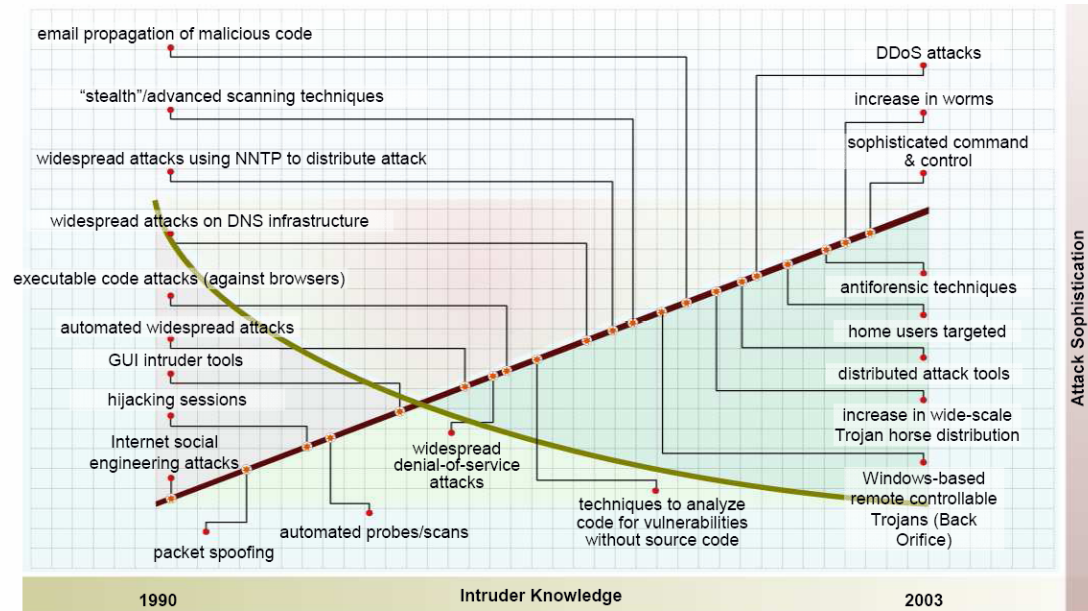 email propagation of malicious code
“stealth”/advanced scanning techniques
widespread attacks using NNTP to distribute attack
widespread attacks on DNS infrastructure
executable code attacks (against browsers)
automated widespread attacks
GUI intruder tools
hijacking sessions
Internet social
engineering attacks
packet spoofing
automated probes/scans
widespread
denial-of-service
attacks
techniques to analyze
code for vulnerabilities
without source code
DDoS attacks
increase in worms
sophisticated command
& control
antiforensic techniques
home users targeted
distributed attack tools
increase in wide-scale
Trojan horse distribution
Windows-based
remote controllable
Trojans (Back
Orifice)
Attack Sophistication
1990
Intruder Knowledge
2003